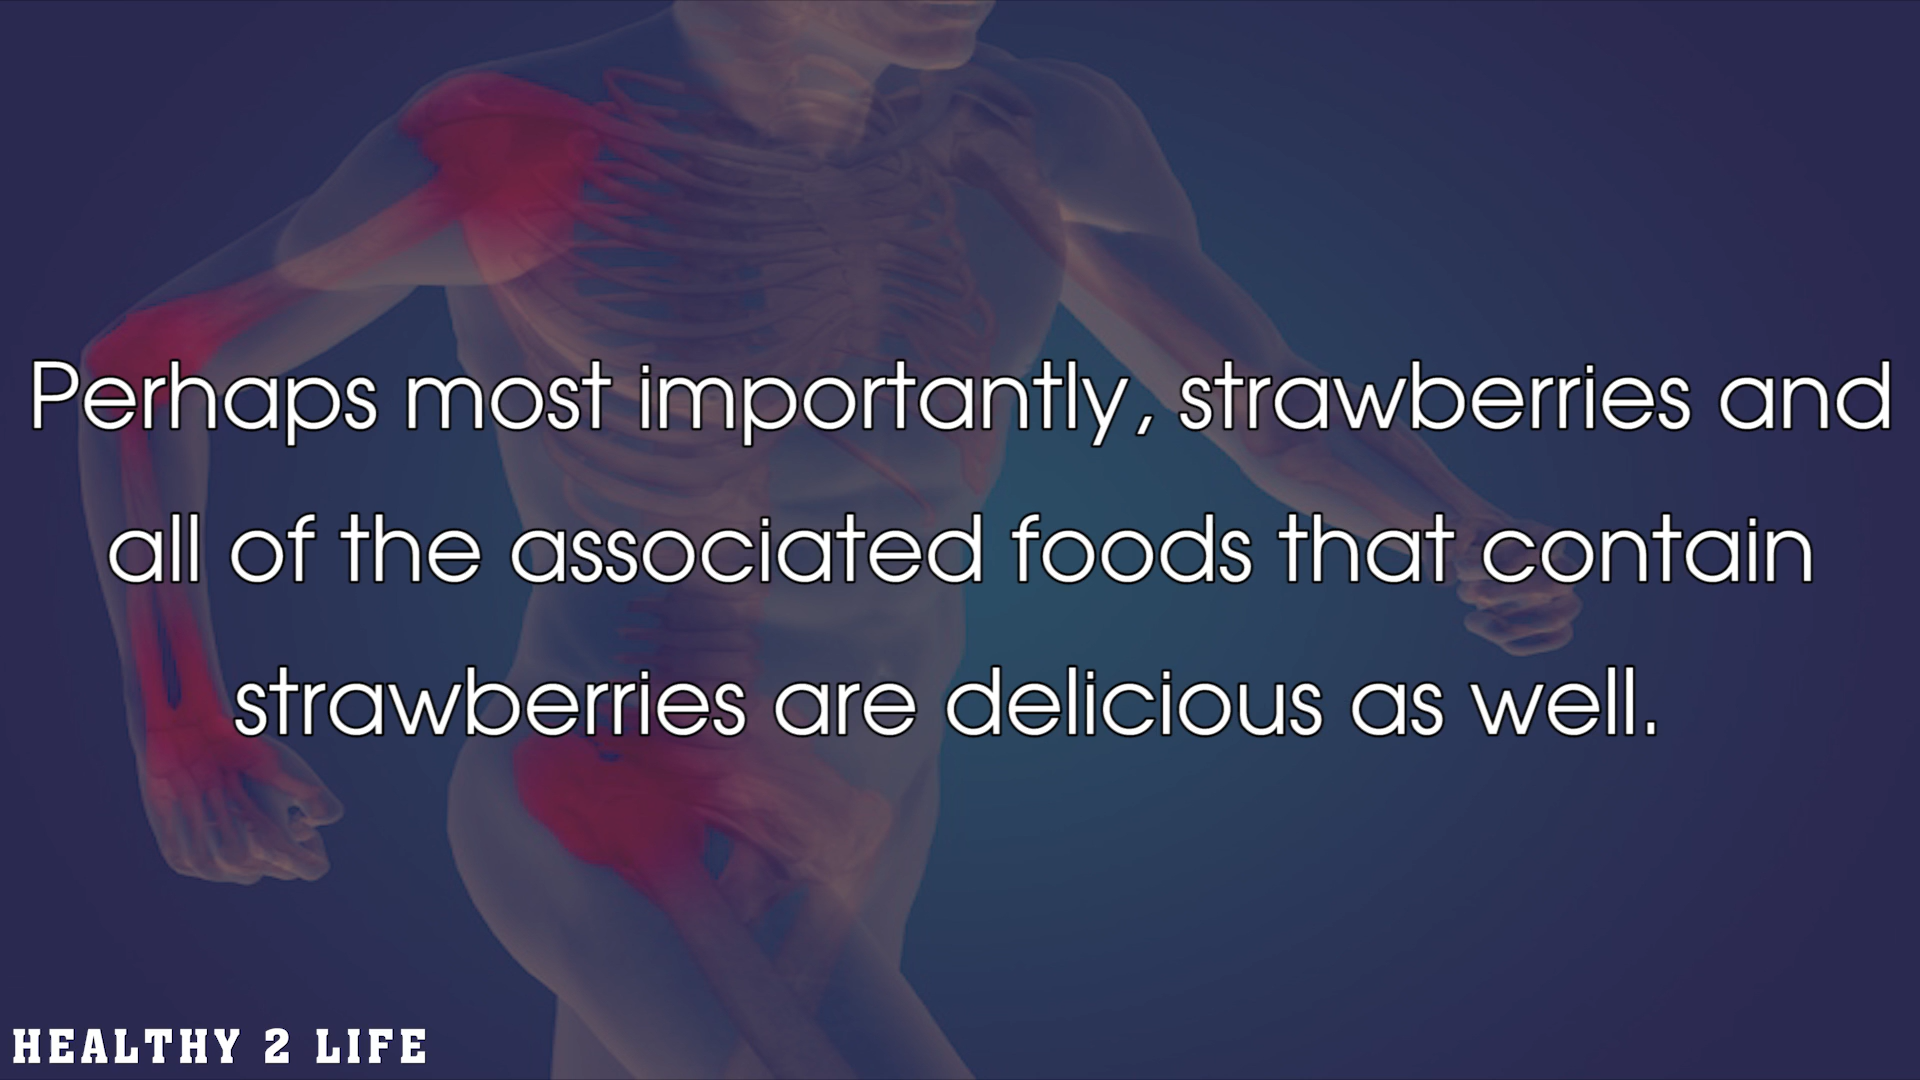 Perhaps most importantly, strawberries and
all of the associated foods that contain
strawberries are delicious as well.
HEALTHY 2 LIFE